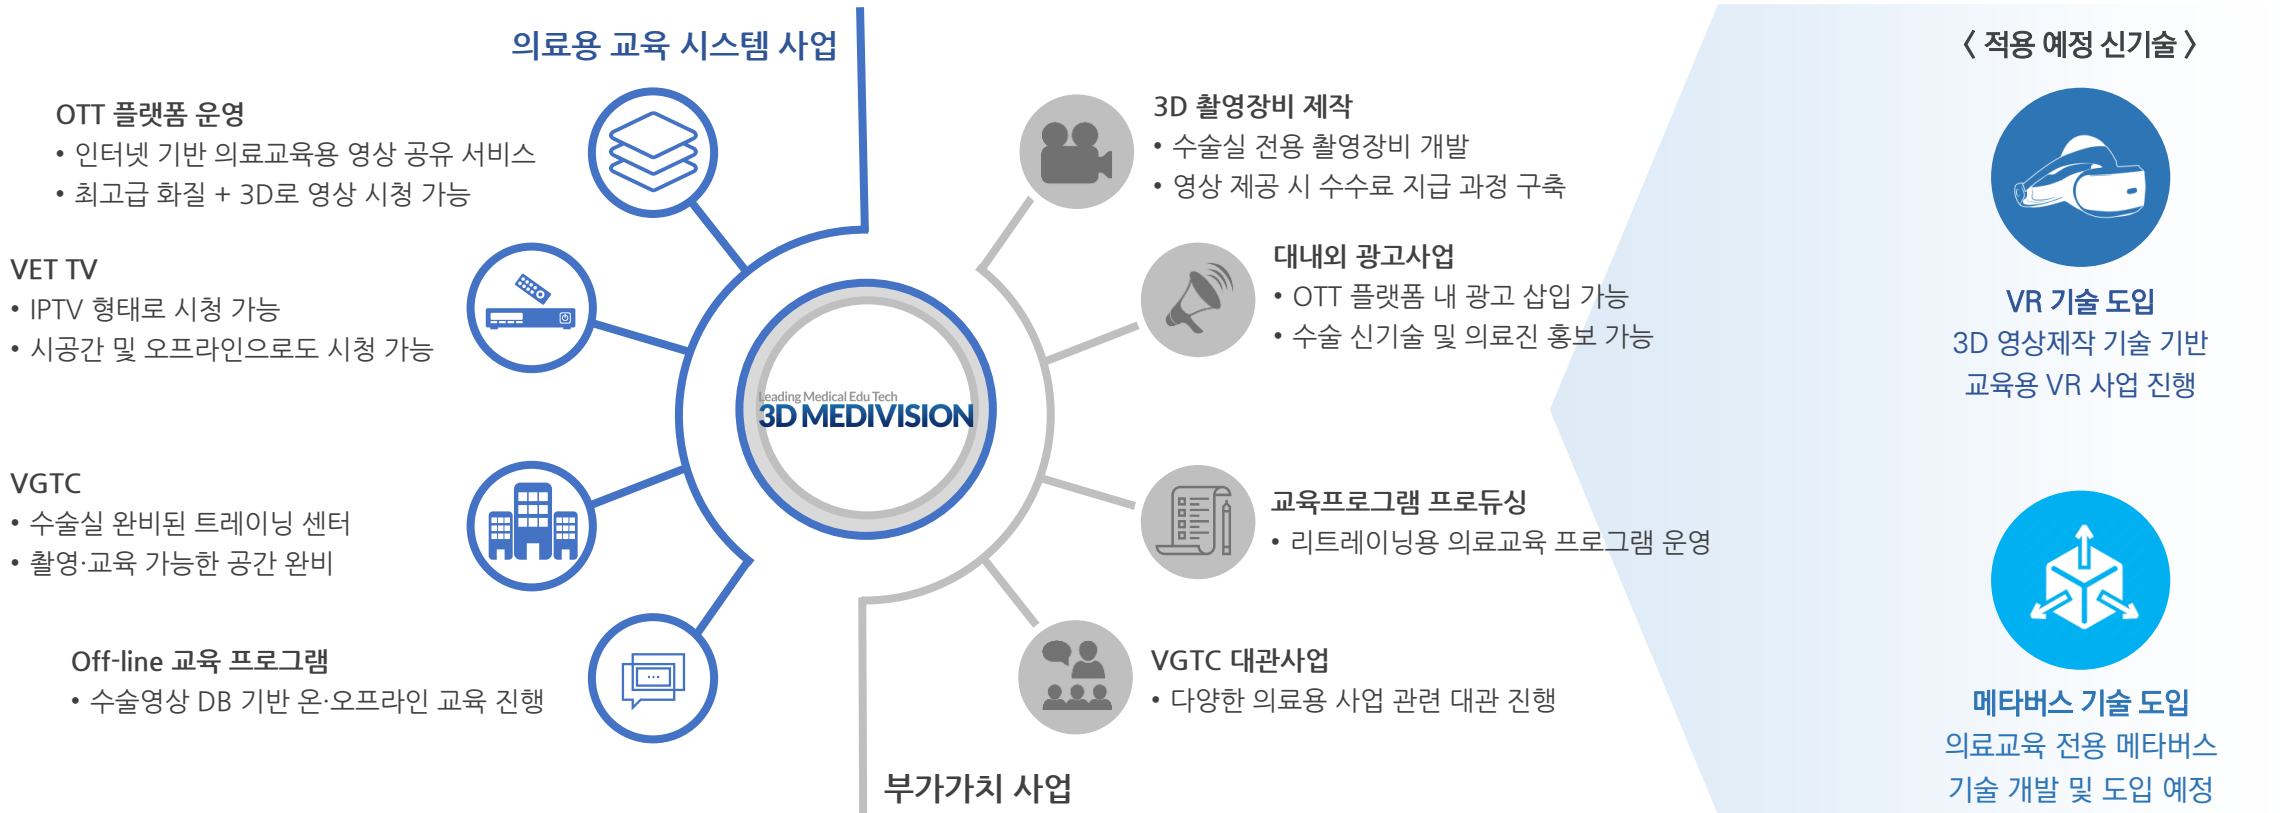 의료용 교육 시스템 사업
OTT 플랫폼 운영
• 인터넷 기반 의료교육용 영상 공유 서비스
• 최고급 화질 + 3D로 영상 시청 가능
VET TV
• IPTV 형태로 시청 가능
• 시공간 및 오프라인으로도 시청 가능
VGTC
• 수술실 완비된 트레이닝 센터
• 촬영·교육 가능한 공간 완비
Off-line 교육 프로그램
• 수술영상 DB 기반 온·오프라인 교육 진행
Leading Medical Edu Tech
3D MEDIVISION
3D 촬영장비 제작
• 수술실 전용 촬영장비 개발
• 영상 제공 시 수수료 지급 과정 구축
대내외 광고사업
• OTT 플랫폼 내 광고 삽입 가능
• 수술 신기술 및 의료진 홍보 가능
교육프로그램 프로듀싱
• 리트레이닝용 의료교육 프로그램 운영
VGTC 대관사업
• 다양한 의료용 사업 관련 대관 진행
부가가치 사업
〈 적용 예정 신기술 〉
VR 기술 도입
3D 영상제작 기술 기반
교육용 VR 사업 진행
메타버스 기술 도입
의료교육 전용 메타버스
기술 개발 및 도입 예정